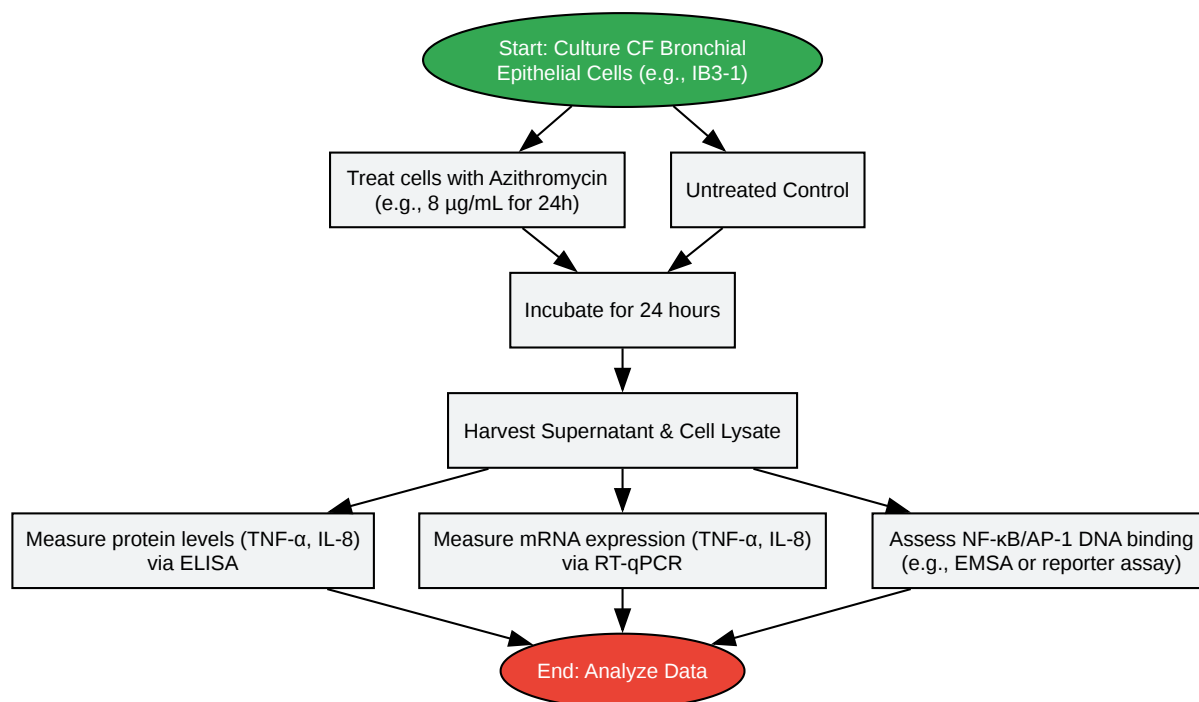 Start: Culture CF Bronchial
Epithelial Cells (e.g., IB3-1)
Treat cells with Azithromycin
(e.g., 8 µg/mL for 24h)
Untreated Control
Incubate for 24 hours
Harvest Supernatant & Cell Lysate
Measure protein levels (TNF-α, IL-8)
via ELISA
Measure mRNA expression (TNF-α, IL-8)
via RT-qPCR
Assess NF-κB/AP-1 DNA binding
(e.g., EMSA or reporter assay)
End: Analyze Data